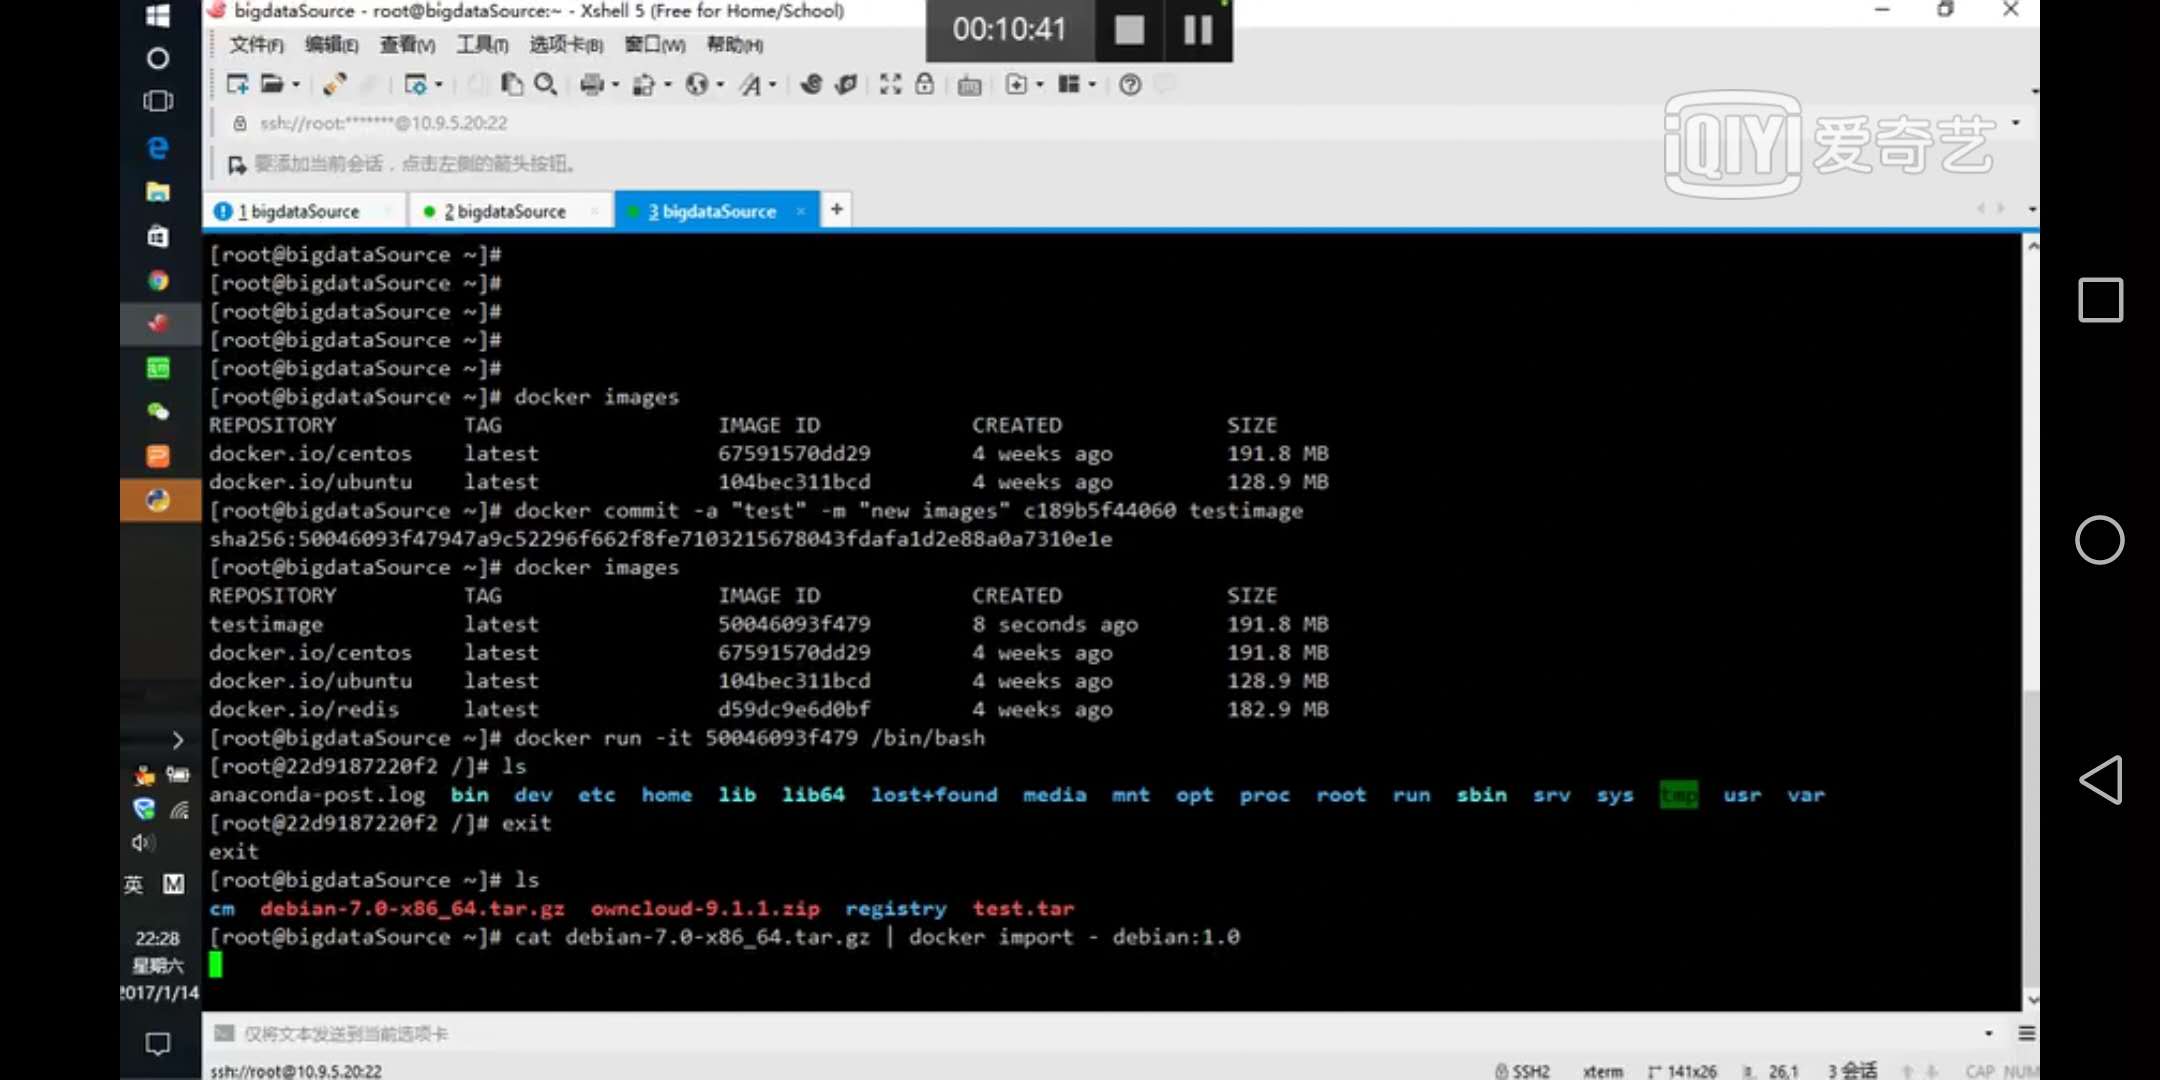 bigdataSource - root@bigdataSource:~ - Xshell 5 (Free for Home/School)
00:10:41
文件(F) 编辑(E) 查看(V) 工具(T) 选项卡(B) 窗口(W) 帮助(H)
ssh://root:*******@10.9.5.20:22
要添加当前会话，点击左侧的箭头按钮。
iQIYI 爱奇艺
1 bigdataSource 2 bigdataSource 3 bigdataSource +
[root@bigdataSource ~]#
[root@bigdataSource ~]#
[root@bigdataSource ~]#
[root@bigdataSource ~]#
[root@bigdataSource ~]#
[root@bigdataSource ~]# docker images
REPOSITORY TAG IMAGE ID CREATED SIZE
docker.io/centos latest 67591570dd29 4 weeks ago 191.8 MB
docker.io/ubuntu latest 104bec311bcd 4 weeks ago 128.9 MB
[root@bigdataSource ~]# docker commit -a "test" -m "new images" c189b5f44060 testimage
sha256:50046093f47947a9c52296f662f8fe7103215678043fdafa1d2e88a0a7310e1e
[root@bigdataSource ~]# docker images
REPOSITORY TAG IMAGE ID CREATED SIZE
testimage latest 50046093f479 8 seconds ago 191.8 MB
docker.io/centos latest 67591570dd29 4 weeks ago 191.8 MB
docker.io/ubuntu latest 104bec311bcd 4 weeks ago 128.9 MB
docker.io/redis latest d59dc9e6d0bf 4 weeks ago 182.9 MB
[root@bigdataSource ~]# docker run -it 50046093f479 /bin/bash
[root@22d9187220f2 /]# ls
anaconda-post.log bin dev etc home lib lib64 lost+found media mnt opt proc root run sbin srv sys tmp usr var
[root@22d9187220f2 /]# exit
exit
[root@bigdataSource ~]# ls
cm debian-7.0-x86_64.tar.gz owncloud-9.1.1.zip registry test.tar
[root@bigdataSource ~]# cat debian-7.0-x86_64.tar.gz | docker import - debian:1.0
英 M
22:28
星期六
2017/1/14
仅将文本发送到当前选项卡
ssh://root@10.9.5.20:22 SSH2 xterm 141x26 26,1 3 会话 CAP NUM